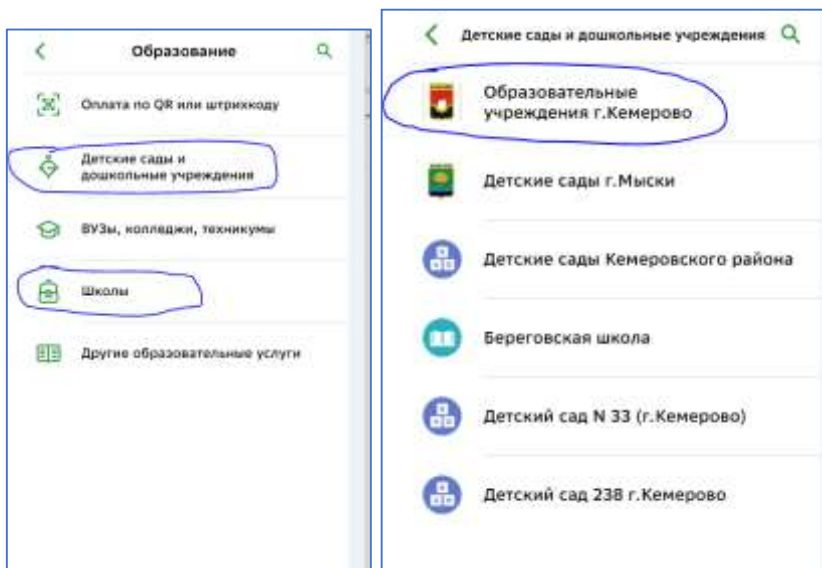 Образование
Оплата по QR или штрихкоду
Детские сады и
дошкольные учреждения
ВУЗы, колледжи, техникумы
Школы
Другие образовательные услуги
Детские сады и дошкольные учреждения
Образовательные
учреждения г.Кемерово
Детские сады г.Мыски
Детские сады Кемеровского района
Береговская школа
Детский сад N 33 (г.Кемерово)
Детский сад 238 г.Кемерово